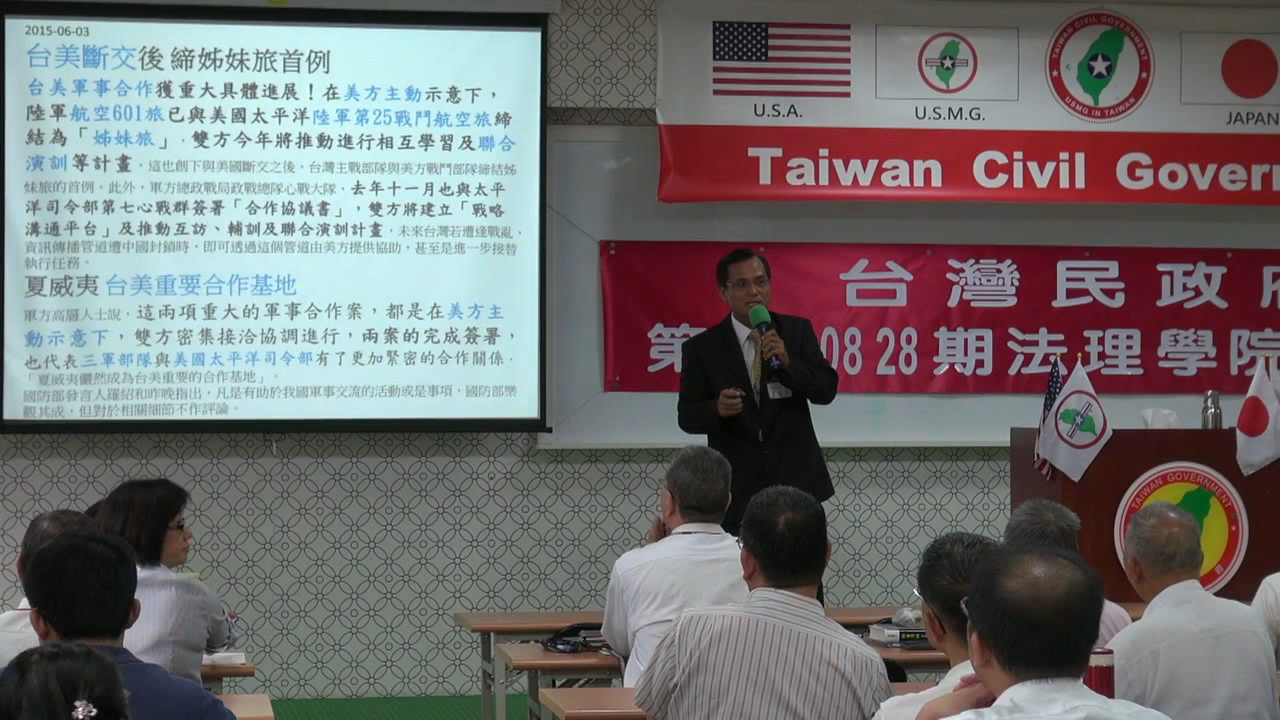 2015-06-03
台美斷交後 締姊妹旅首例
台美軍事合作獲重大具體進展！在美方主動示意下，
陸軍航空601旅已與美國太平洋陸軍第25戰鬥航空旅締
結為「姊妹旅」，雙方今年將推動進行相互學習及聯合
演訓等計畫，這也創下與美國斷交之後，台灣主戰部隊與美方戰鬥部隊締結姊
妹旅的首例。此外，軍方總政戰局政戰總隊心戰大隊，去年十一月也與太平
洋司令部第七心戰群簽署「合作協議書」，雙方將建立「戰略
溝通平台」及推動互訪、輔訓及聯合演訓計畫，未來台灣若遭逢戰亂，
資訊傳播管道遭中國封鎖時，即可透過這個管道由美方提供協助，甚至是進一步接替
執行任務。
夏威夷 台美重要合作基地
軍方高層人士說，這兩項重大的軍事合作案，都是在美方主
動示意下，雙方密集接洽協調進行，兩案的完成簽署，
也代表三軍部隊與美國太平洋司令部有了更加緊密的合作關係，
「夏威夷儼然成為台美重要的合作基地」。
國防部發言人羅紹和昨晚指出，凡是有助於我國軍事交流的活動或是事項，國防部樂
觀其成，但對於相關細節不作評論。
U.S.A.
U.S.M.G.
TAIWAN CIVIL GOVERNMENT
USMG IN TAIWAN
JAPAN
Taiwan Civil Govern
台灣民政府
第 08 28 期法理學院
TAIWAN GOVERNMENT